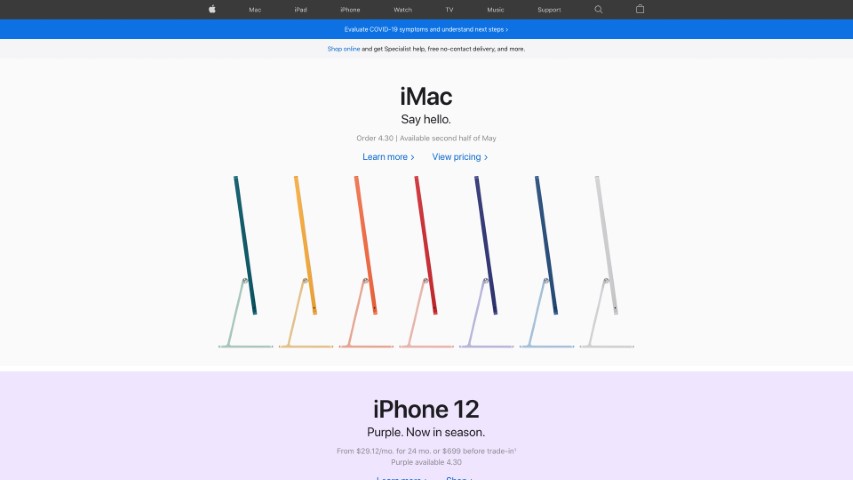 Mac iPad iPhone Watch TV Music Support
Evaluate COVID-19 symptoms and understand next steps ›
Shop online and get Specialist help, free no-contact delivery, and more.
iMac
Say hello.
Order 4.30 | Available second half of May
Learn more › View pricing ›
iPhone 12
Purple. Now in season.
From $29.12/mo. for 24 mo. or $699 before trade-in¹
Purple available 4.30
Learn more › Shop ›